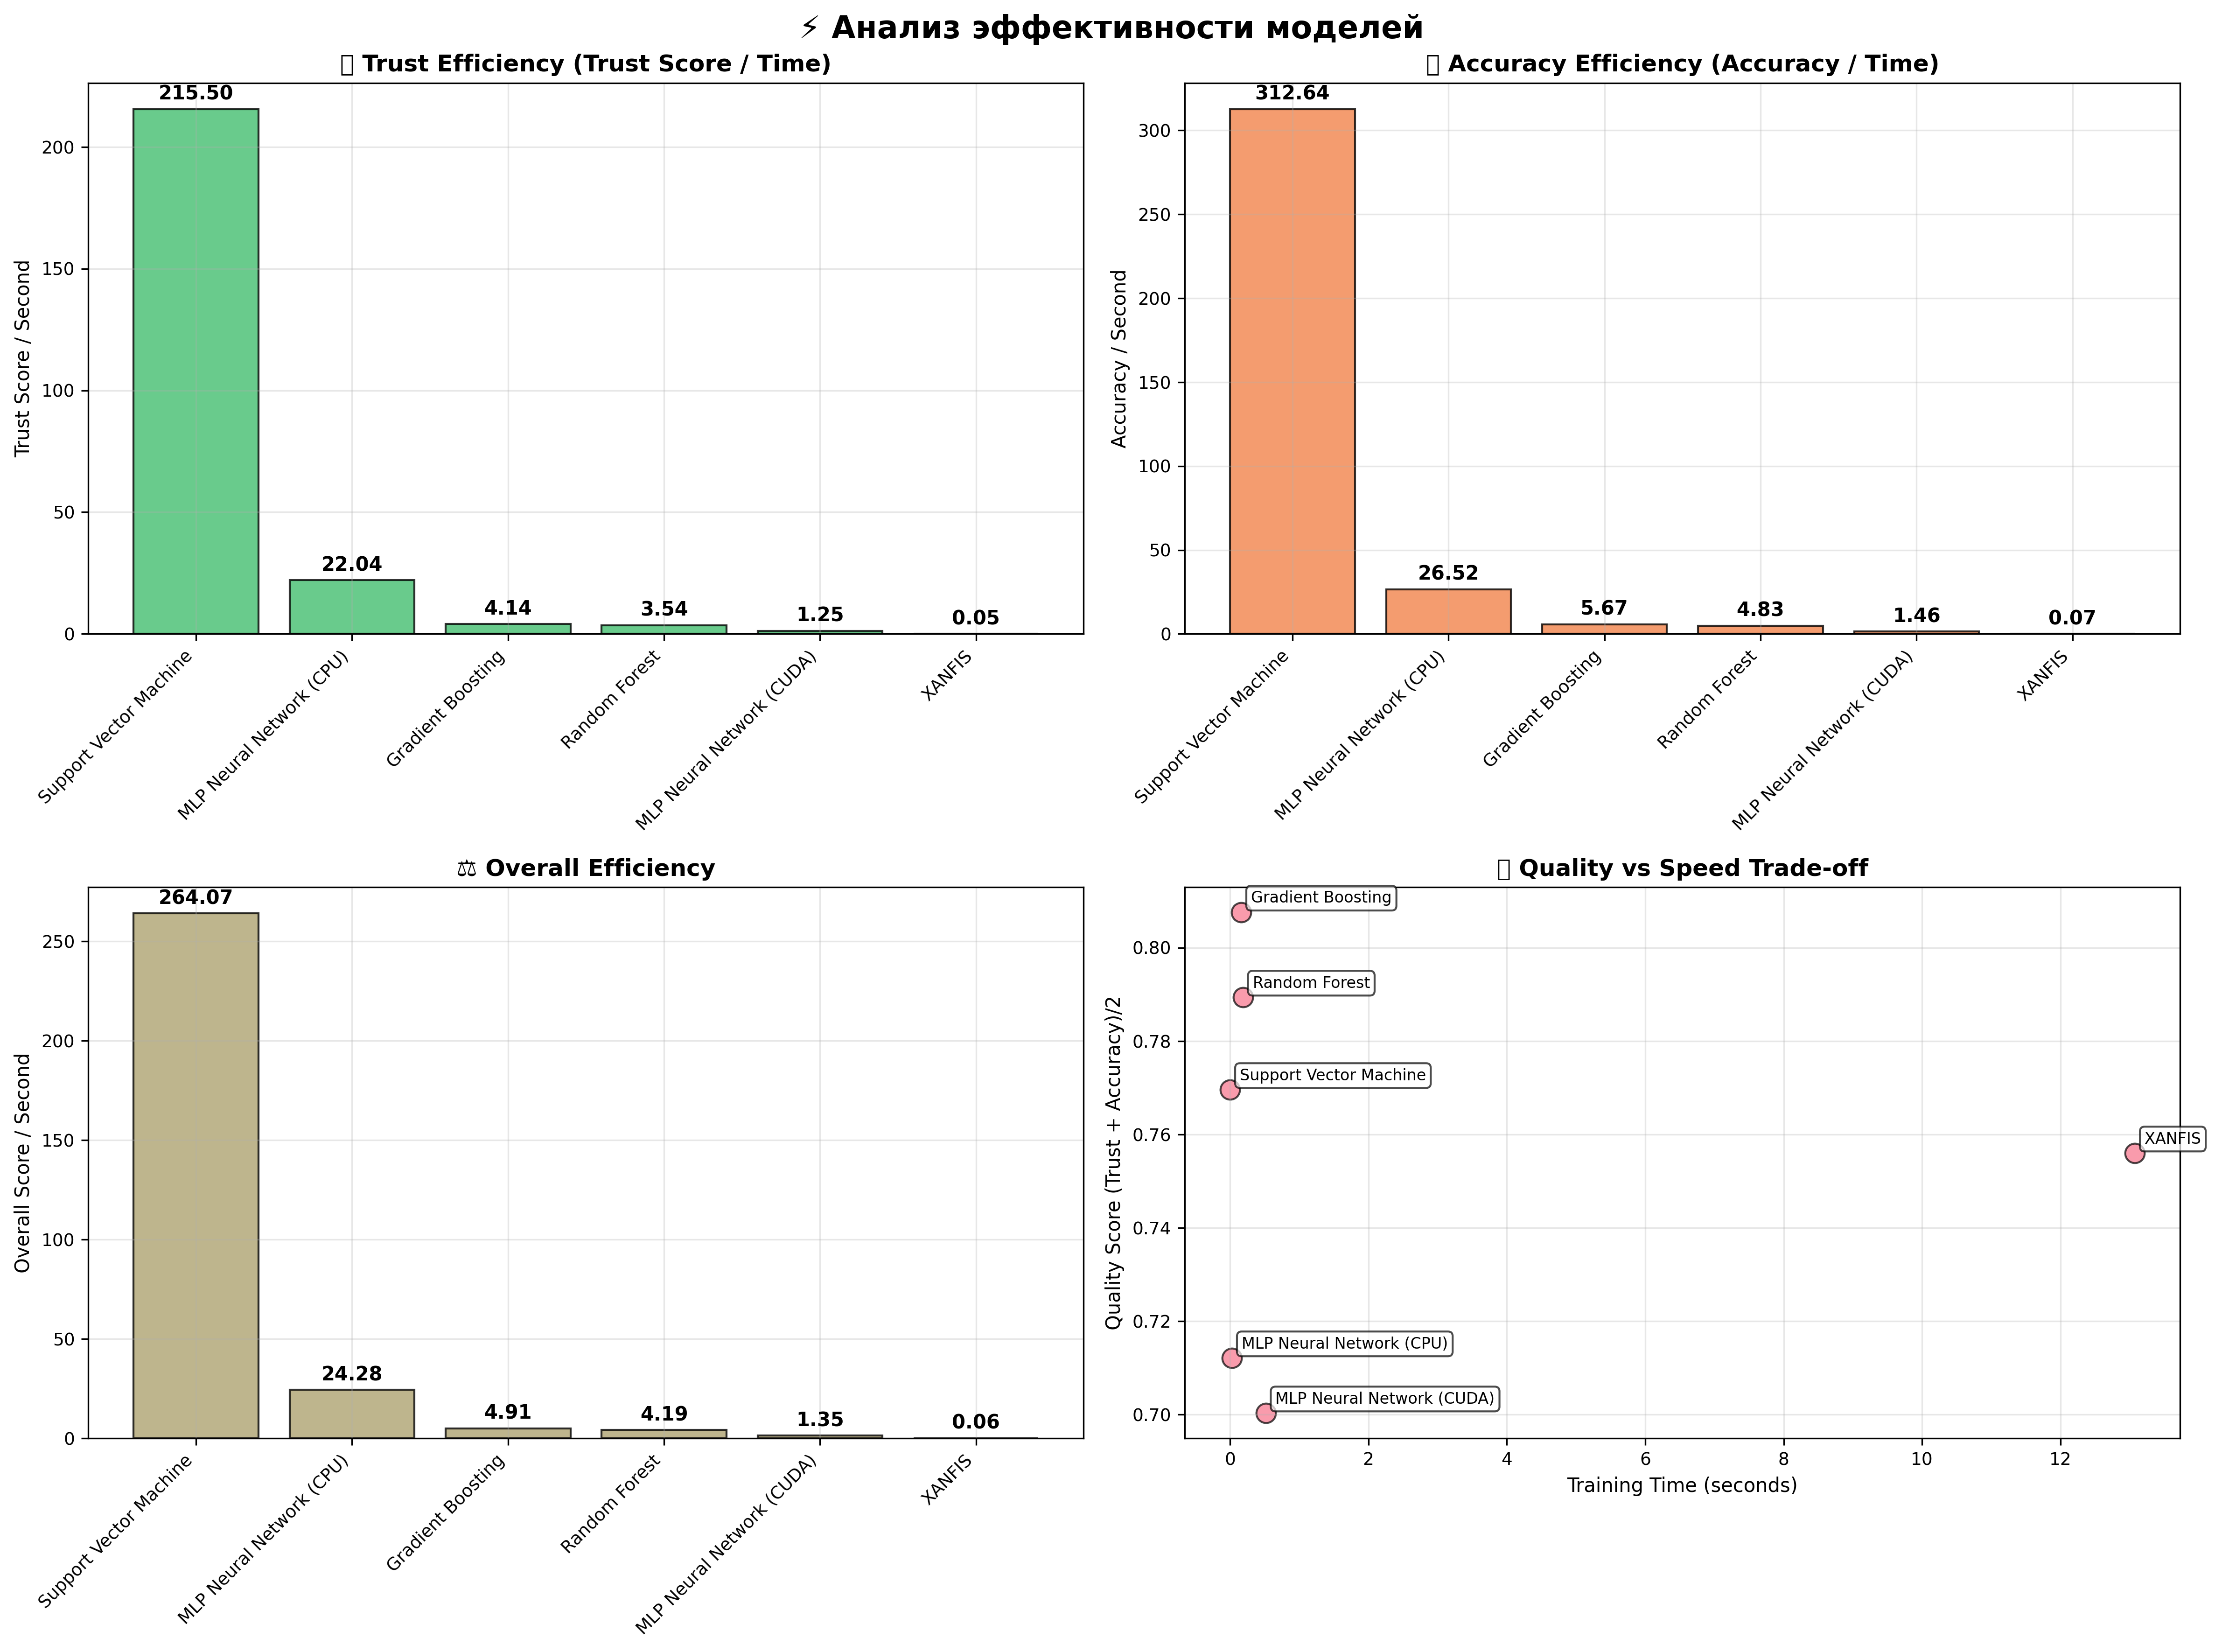 ⚡ Анализ эффективности моделей
▯ Trust Efficiency (Trust Score / Time)
Trust Score / Second
200
150
100
50
0
215.50
22.04
4.14
3.54
1.25
0.05
Support Vector Machine
MLP Neural Network (CPU)
Gradient Boosting
Random Forest
MLP Neural Network (CUDA)
XANFIS
▯ Accuracy Efficiency (Accuracy / Time)
Accuracy / Second
300
250
200
150
100
50
0
312.64
26.52
5.67
4.83
1.46
0.07
Support Vector Machine
MLP Neural Network (CPU)
Gradient Boosting
Random Forest
MLP Neural Network (CUDA)
XANFIS
⚖ Overall Efficiency
Overall Score / Second
250
200
150
100
50
0
264.07
24.28
4.91
4.19
1.35
0.06
Support Vector Machine
MLP Neural Network (CPU)
Gradient Boosting
Random Forest
MLP Neural Network (CUDA)
XANFIS
▯ Quality vs Speed Trade-off
Quality Score (Trust + Accuracy)/2
0.80
0.78
0.76
0.74
0.72
0.70
Gradient Boosting
Random Forest
Support Vector Machine
XANFIS
MLP Neural Network (CPU)
MLP Neural Network (CUDA)
0
2
4
6
8
10
12
Training Time (seconds)